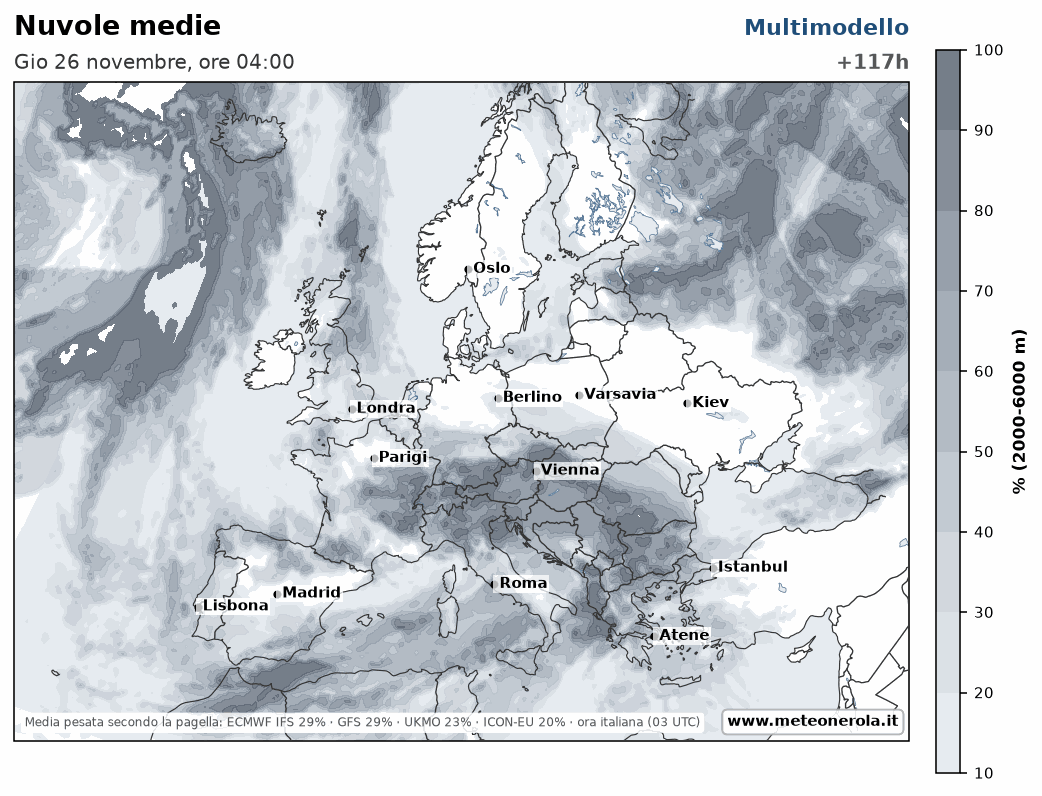 Nuvole medie
Multimodello
Gio 26 novembre, ore 04:00
+117h
Oslo
Londra
Berlino
Varsavia
Kiev
Parigi
Vienna
Roma
Istanbul
Madrid
Lisbona
Atene
Media pesata secondo la pagella: ECMWF IFS 29% · GFS 29% · UKMO 23% · ICON-EU 20% · ora italiana (03 UTC)
www.meteonerola.it
100
90
80
70
60
50
40
30
20
10
% (2000-6000 m)